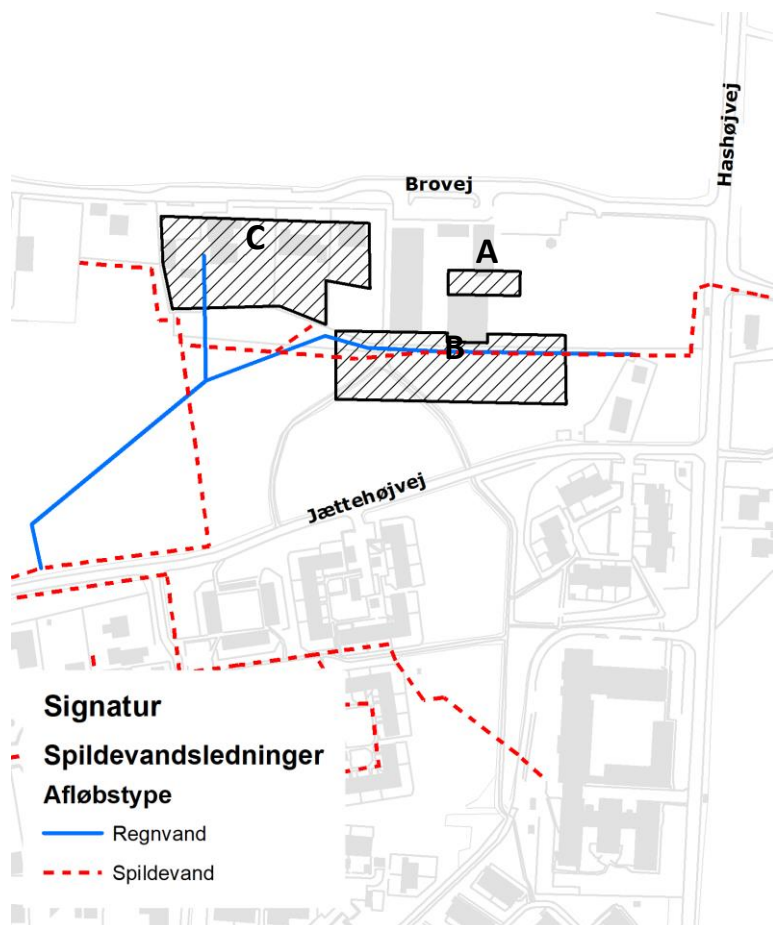 Hashøjvej
Brovej
C
A
B
Jættehøjvej
Signatur
Spildevandsledninger
Afløbstype
Regnvand
Spildevand